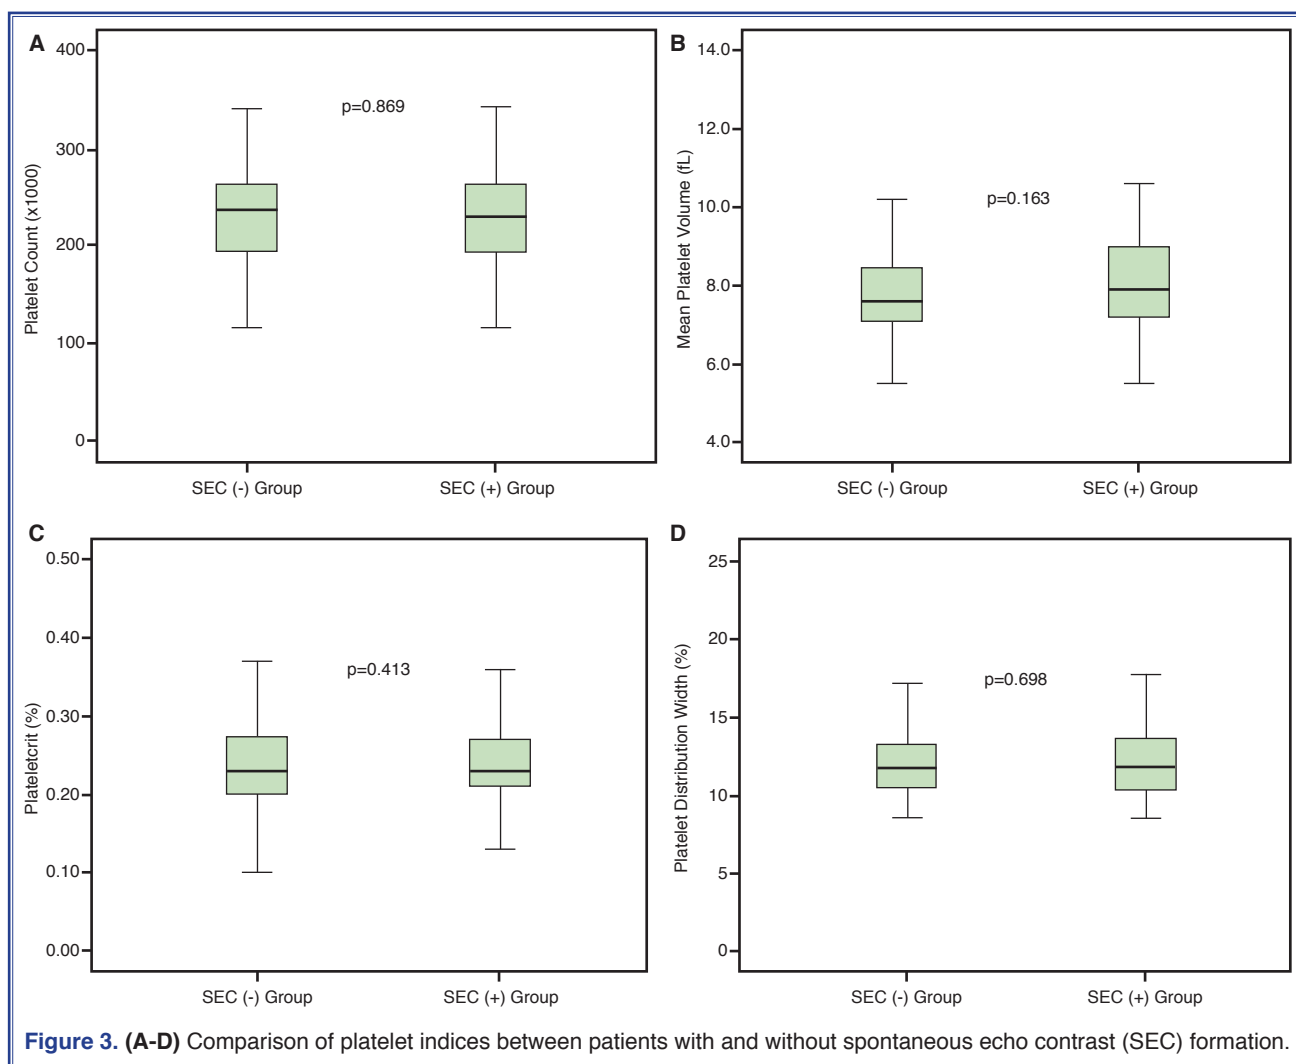 A
400
300
200
100
0
Platelet Count (x1000)
p=0.869
SEC (-) Group
SEC (+) Group
B
14.0
12.0
10.0
8.0
6.0
4.0
Mean Platelet Volume (fL)
p=0.163
SEC (-) Group
SEC (+) Group
C
0.50
0.40
0.30
0.20
0.10
0.00
Plateletcrit (%)
p=0.413
SEC (-) Group
SEC (+) Group
D
25
20
15
10
5
0
Platelet Distribution Width (%)
p=0.698
SEC (-) Group
SEC (+) Group
Figure 3. (A-D) Comparison of platelet indices between patients with and without spontaneous echo contrast (SEC) formation.